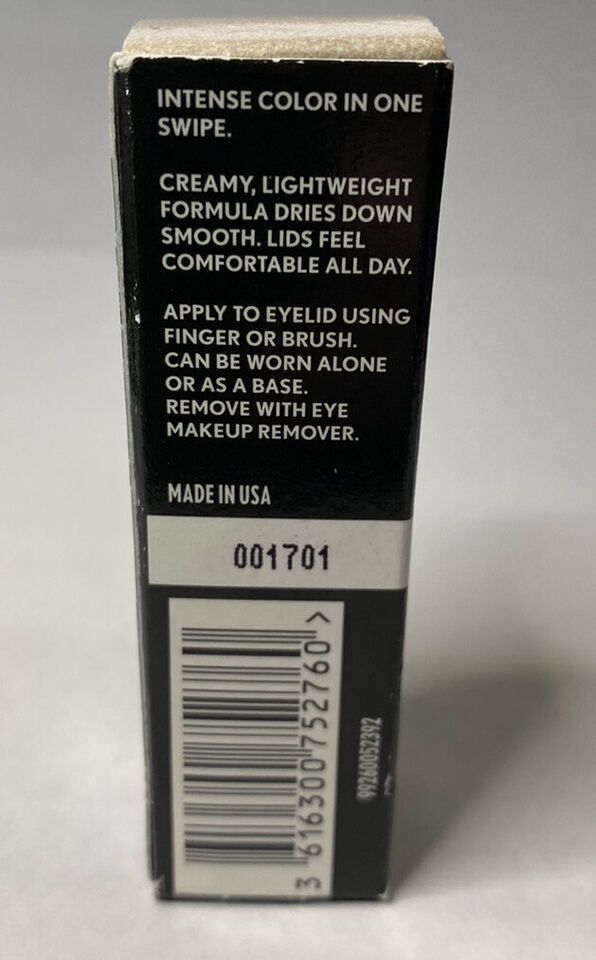 INTENSE COLOR IN ONE
SWIPE.
CREAMY, LIGHTWEIGHT
FORMULA DRIES DOWN
SMOOTH. LIDS FEEL
COMFORTABLE ALL DAY.
APPLY TO EYELID USING
FINGER OR BRUSH.
CAN BE WORN ALONE
OR AS A BASE.
REMOVE WITH EYE
MAKEUP REMOVER.
MADE IN USA
001701
3 616300 752760 >
99260052392